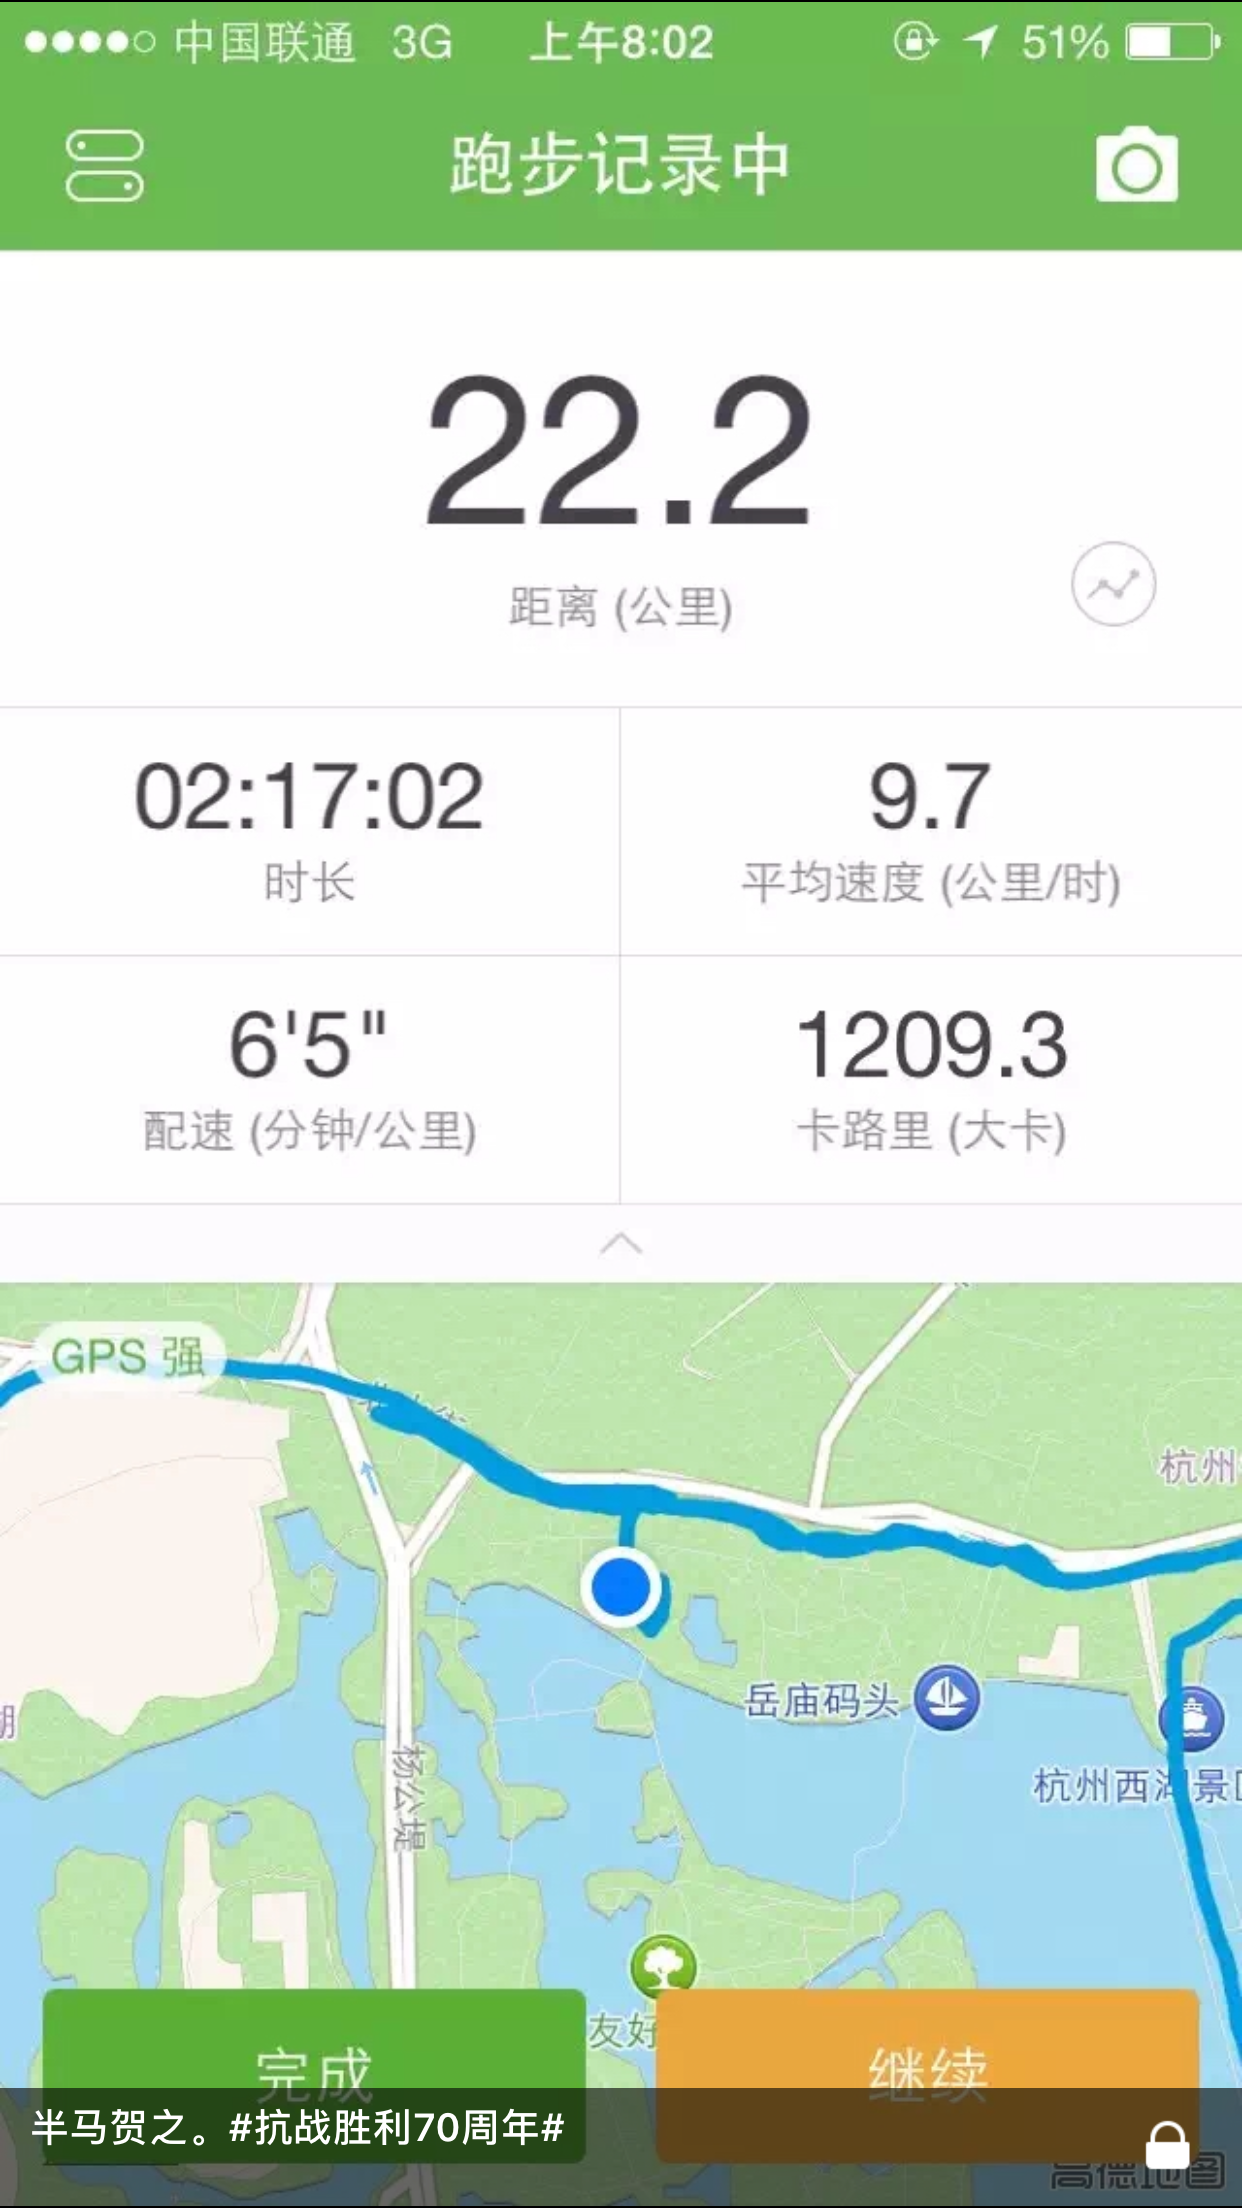 中国联通 3G 上午8:02 51%
跑步记录中
22.2
距离 (公里)
02:17:02
时长
9.7
平均速度 (公里/时)
6'5"
配速 (分钟/公里)
1209.3
卡路里 (大卡)
GPS 强
杭州
岳庙码头
杭州西湖景区
湖
杨公堤
友好
完成
继续
半马贺之。#抗战胜利70周年#
高德地图